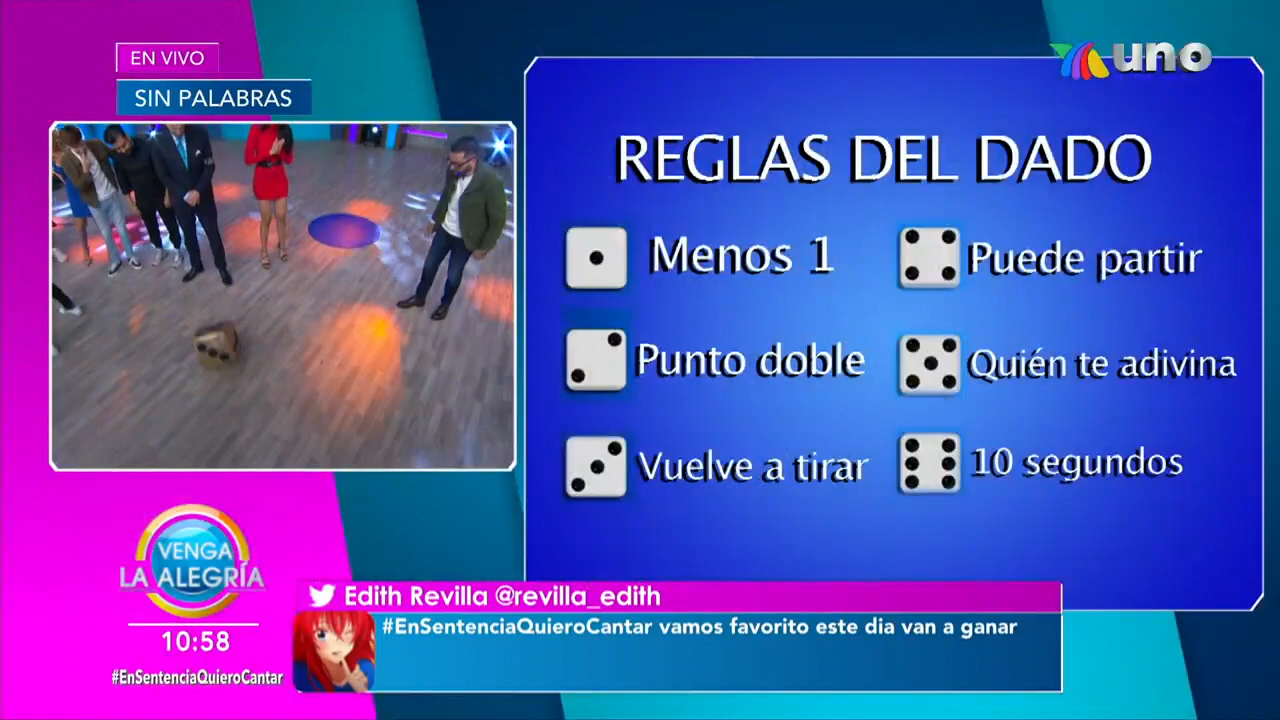 EN VIVO
SIN PALABRAS
uno
REGLAS DEL DADO
Menos 1
Puede partir
Punto doble
Quién te adivina
Vuelve a tirar
10 segundos
VENGA
LA ALEGRÍA
10:58
#EnSentenciaQuieroCantar
Edith Revilla @revilla_edith
#EnSentenciaQuieroCantar vamos favorito este dia van a ganar